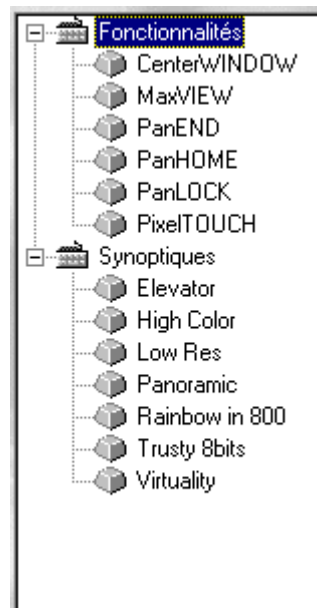 Fonctionnalités
CenterWINDOW
MaxVIEW
PanEND
PanHOME
PanLOCK
PixelTOUCH
Synoptiques
Elevator
High Color
Low Res
Panoramic
Rainbow in 800
Trusty 8bits
Virtuality